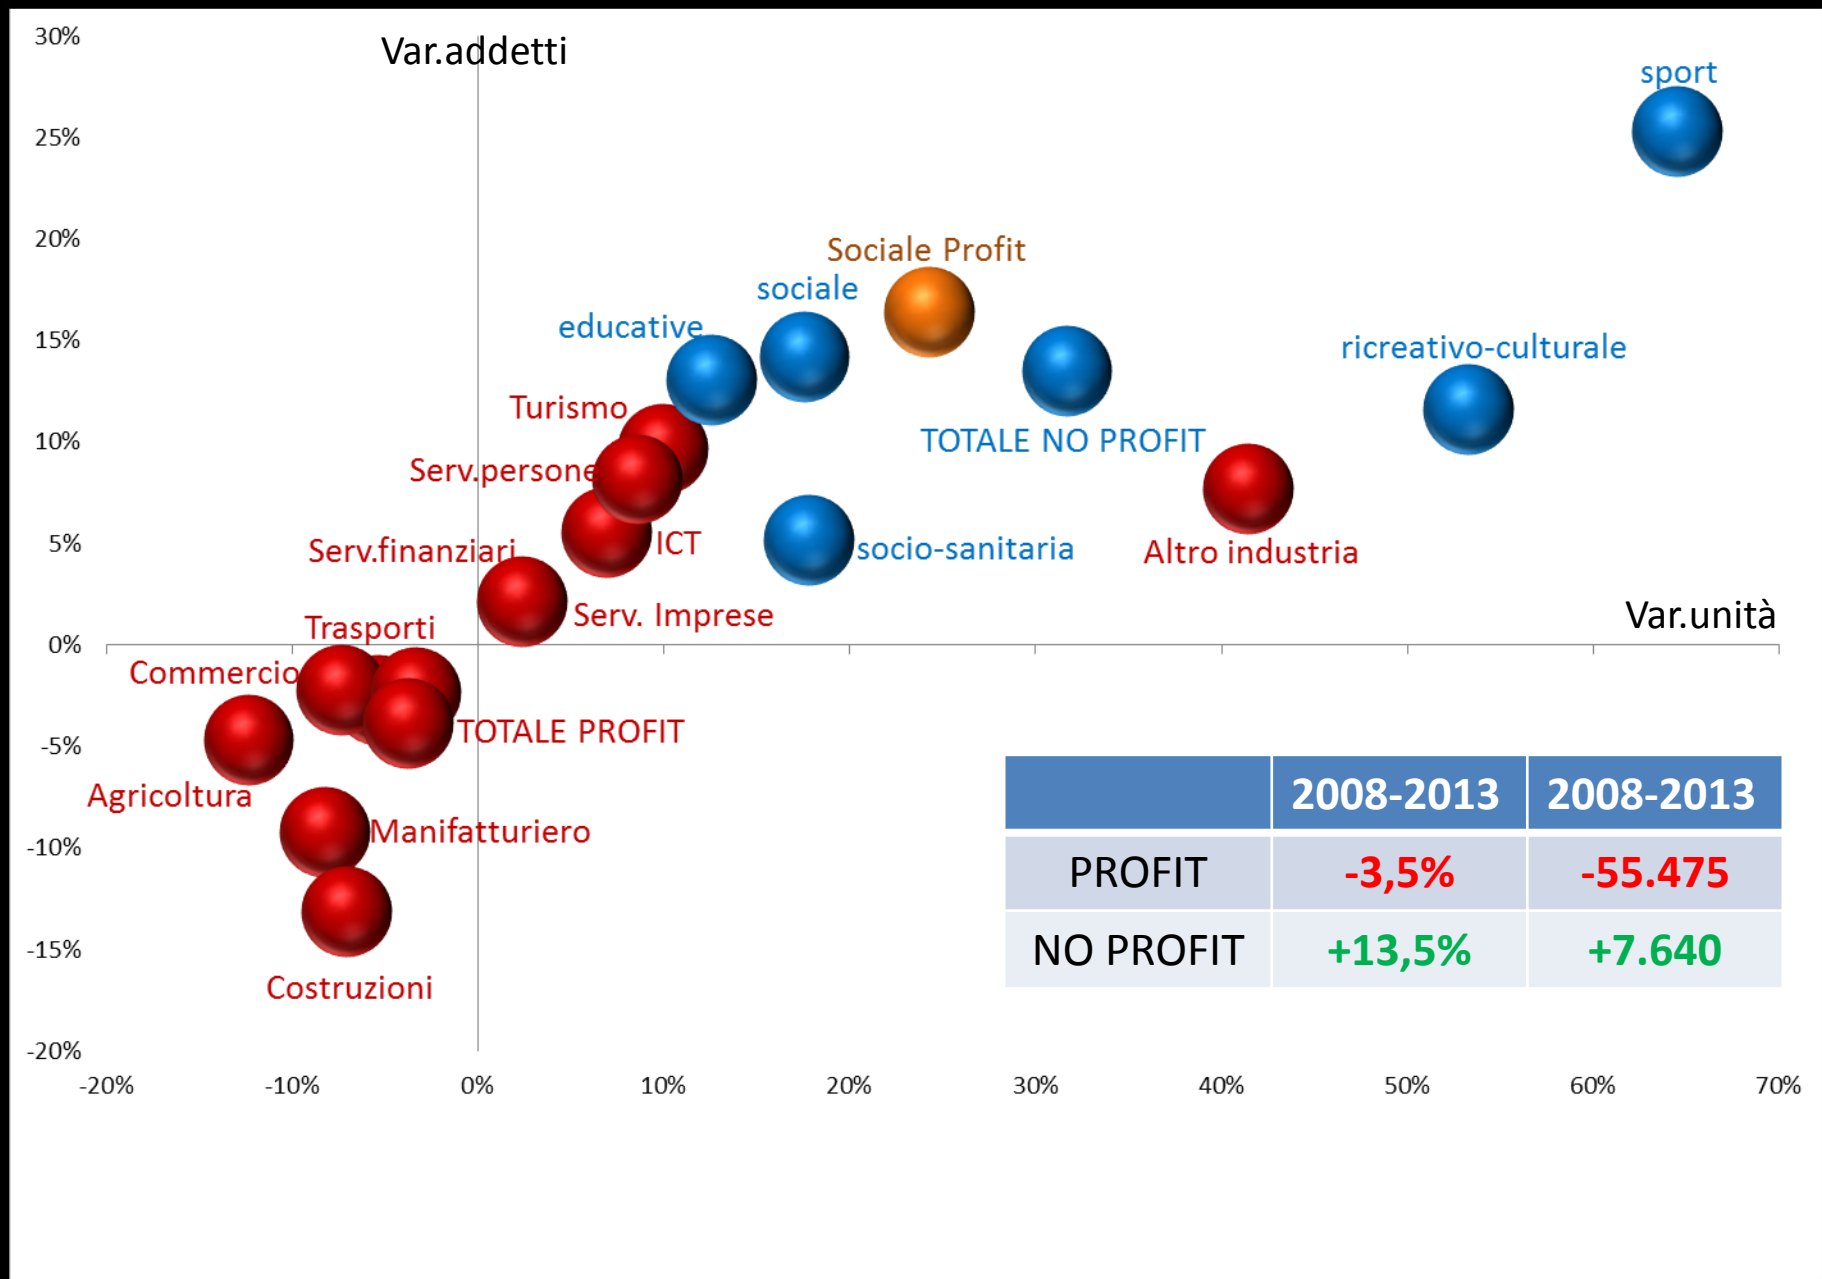 30%
Var.addetti
sport
25%
20%
Sociale Profit
sociale
educative
15%
ricreativo-culturale
Turismo
10%
TOTALE NO PROFIT
Serv.persone
5%
ICT
Serv.finanziari
socio-sanitaria
Altro industria
Serv. Imprese
Var.unità
Trasporti
0%
Commercio
TOTALE PROFIT
-5%
Agricoltura
2008-2013 2008-2013
Manifatturiero
-10%
PROFIT -3,5% -55.475
-15%
NO PROFIT +13,5% +7.640
Costruzioni
-20%
-20% -10% 0% 10% 20% 30% 40% 50% 60% 70%